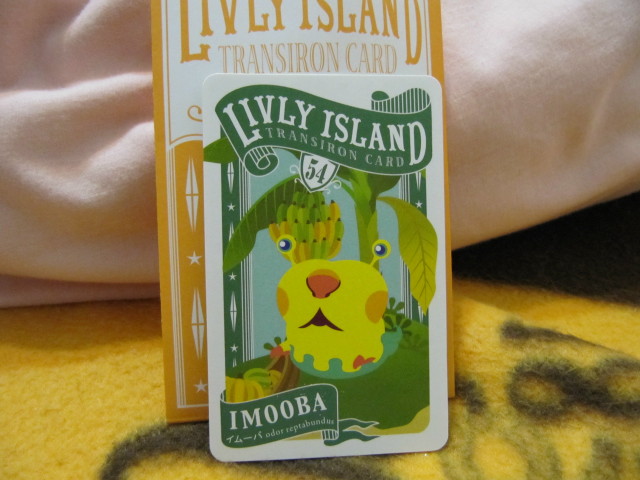 LIVLY ISLAND
TRANSIRON CARD
LIVLY ISLAND
TRANSIRON CARD
54
IMOOBA
イムーバ odor reptabundus